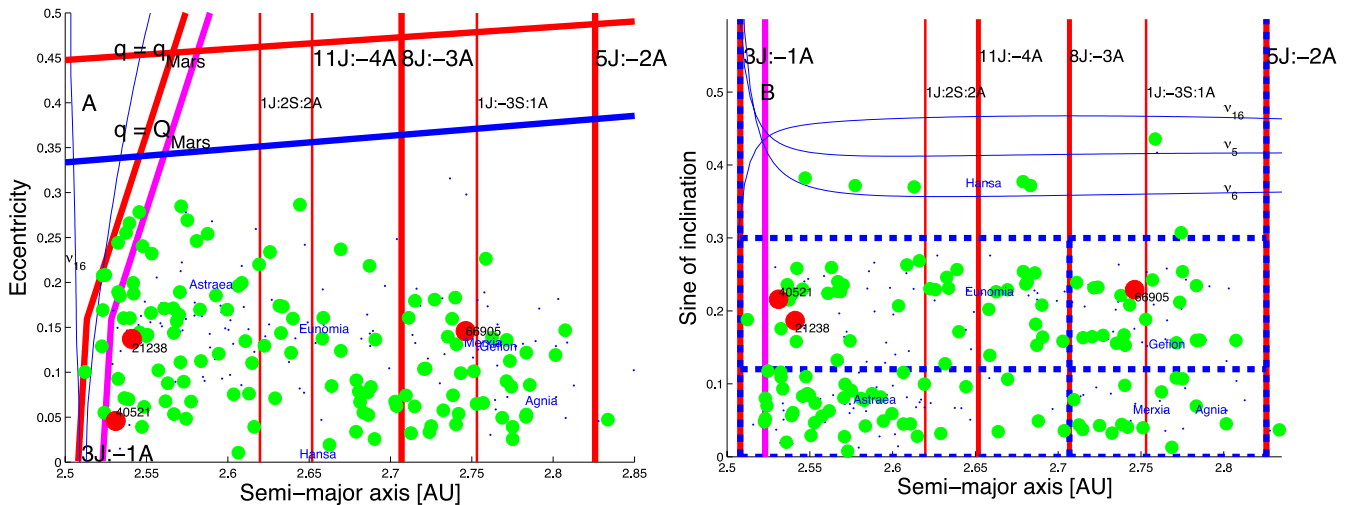 0.5
0.45
0.4
0.35
0.3
0.25
0.2
0.15
0.1
0.05
0
Eccentricity
q = q Mars
A
q = Q Mars
11J:−4A
8J:−3A
5J:−2A
1J:2S:2A
1J:−3S:1A
ν16
Astraea
Eunomia
66905
Merxia
Gefion
21238
40521
Agnia
3J:−1A
Hansa
2.5
2.55
2.6
2.65
2.7
2.75
2.8
2.85
Semi−major axis [AU]
0.5
0.4
0.3
0.2
0.1
0
Sine of inclination
3J:−1A
11J:−4A
8J:−3A
5J:−2A
B
1J:2S:2A
1J:−3S:1A
ν16
ν5
Hansa
ν6
40521
Eunomia
66905
21238
Gefion
Astraea
Merxia
Agnia
2.5
2.55
2.6
2.65
2.7
2.75
2.8
Semi−major axis [AU]